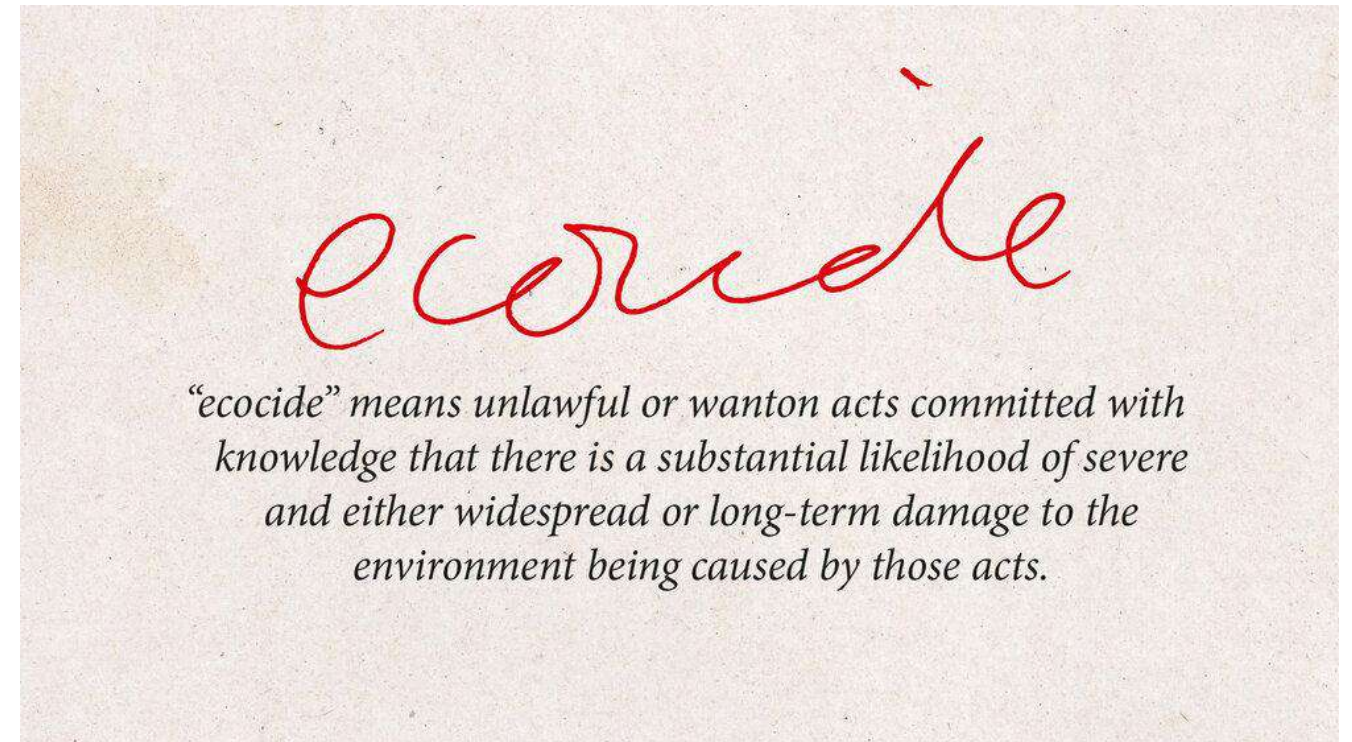 ecocide
“ecocide” means unlawful or wanton acts committed with
knowledge that there is a substantial likelihood of severe
and either widespread or long-term damage to the
environment being caused by those acts.